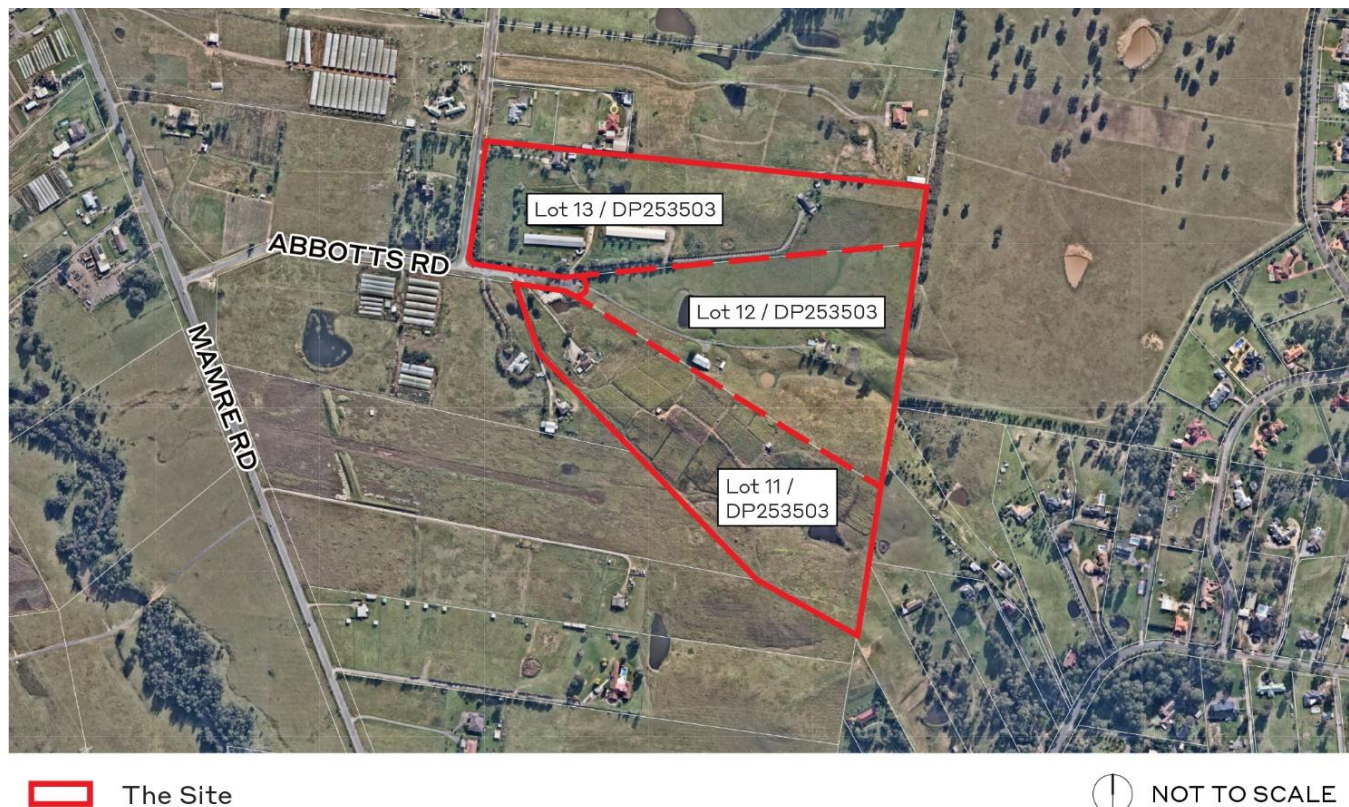 Lot 13 / DP253503
ABBOTTS RD
Lot 12 / DP253503
MAMRE RD
Lot 11 /
DP253503
The Site
NOT TO SCALE